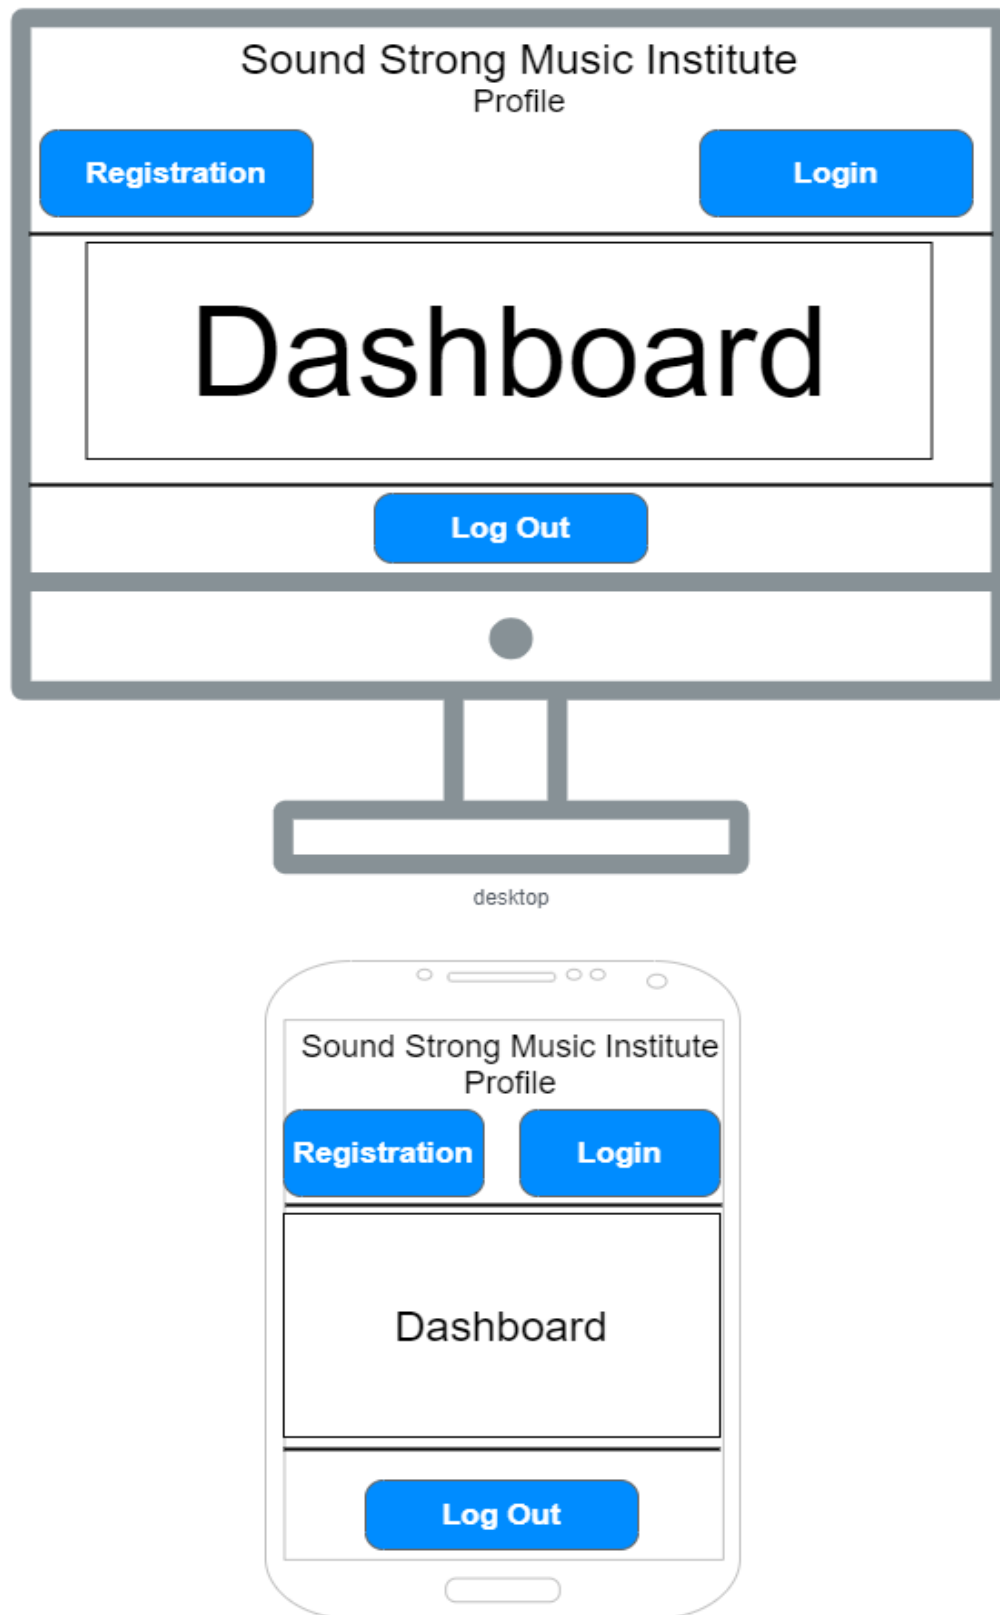 Sound Strong Music Institute
Profile
Registration
Login
Dashboard
Log Out
desktop
Sound Strong Music Institute
Profile
Registration
Login
Dashboard
Log Out